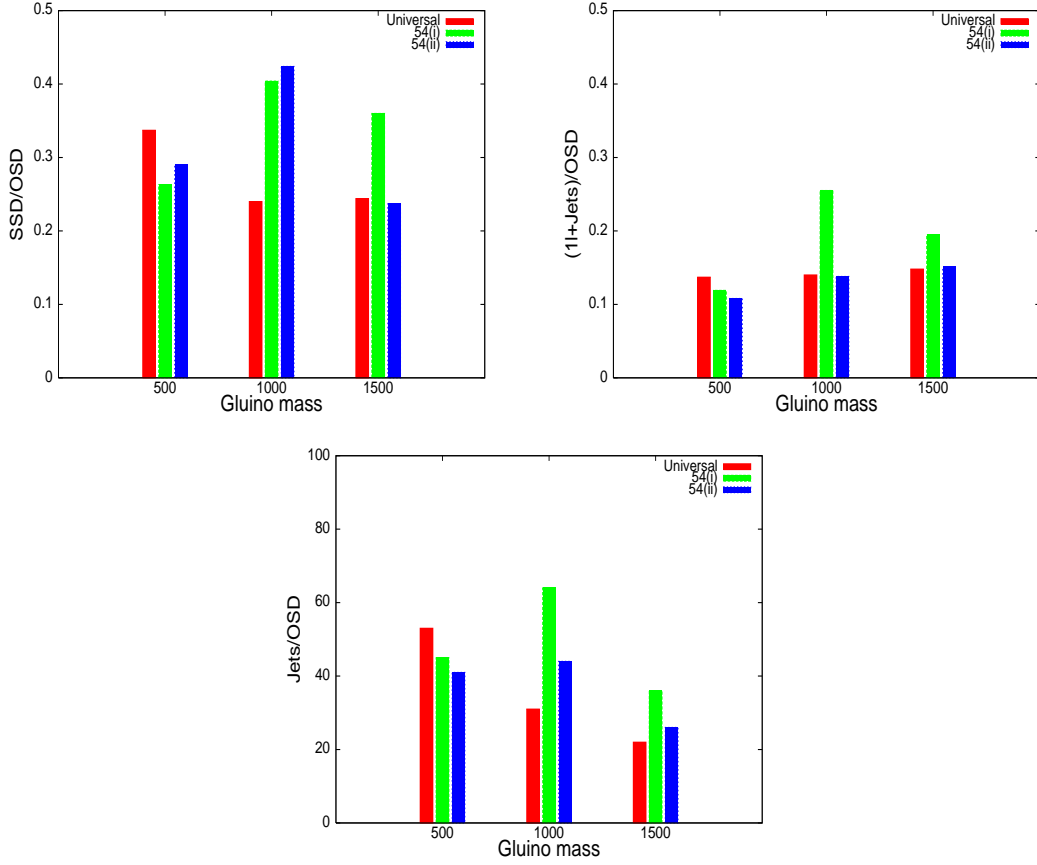 0.5
0.4
0.3
0.2
0.1
0
SSD/OSD
Universal
54(i)
54(ii)
500
1000
1500
Gluino mass
0.5
0.4
0.3
0.2
0.1
0
(1l+Jets)/OSD
Universal
54(i)
54(ii)
500
1000
1500
Gluino mass
100
80
60
40
20
0
Jets/OSD
Universal
54(i)
54(ii)
500
1000
1500
Gluino mass